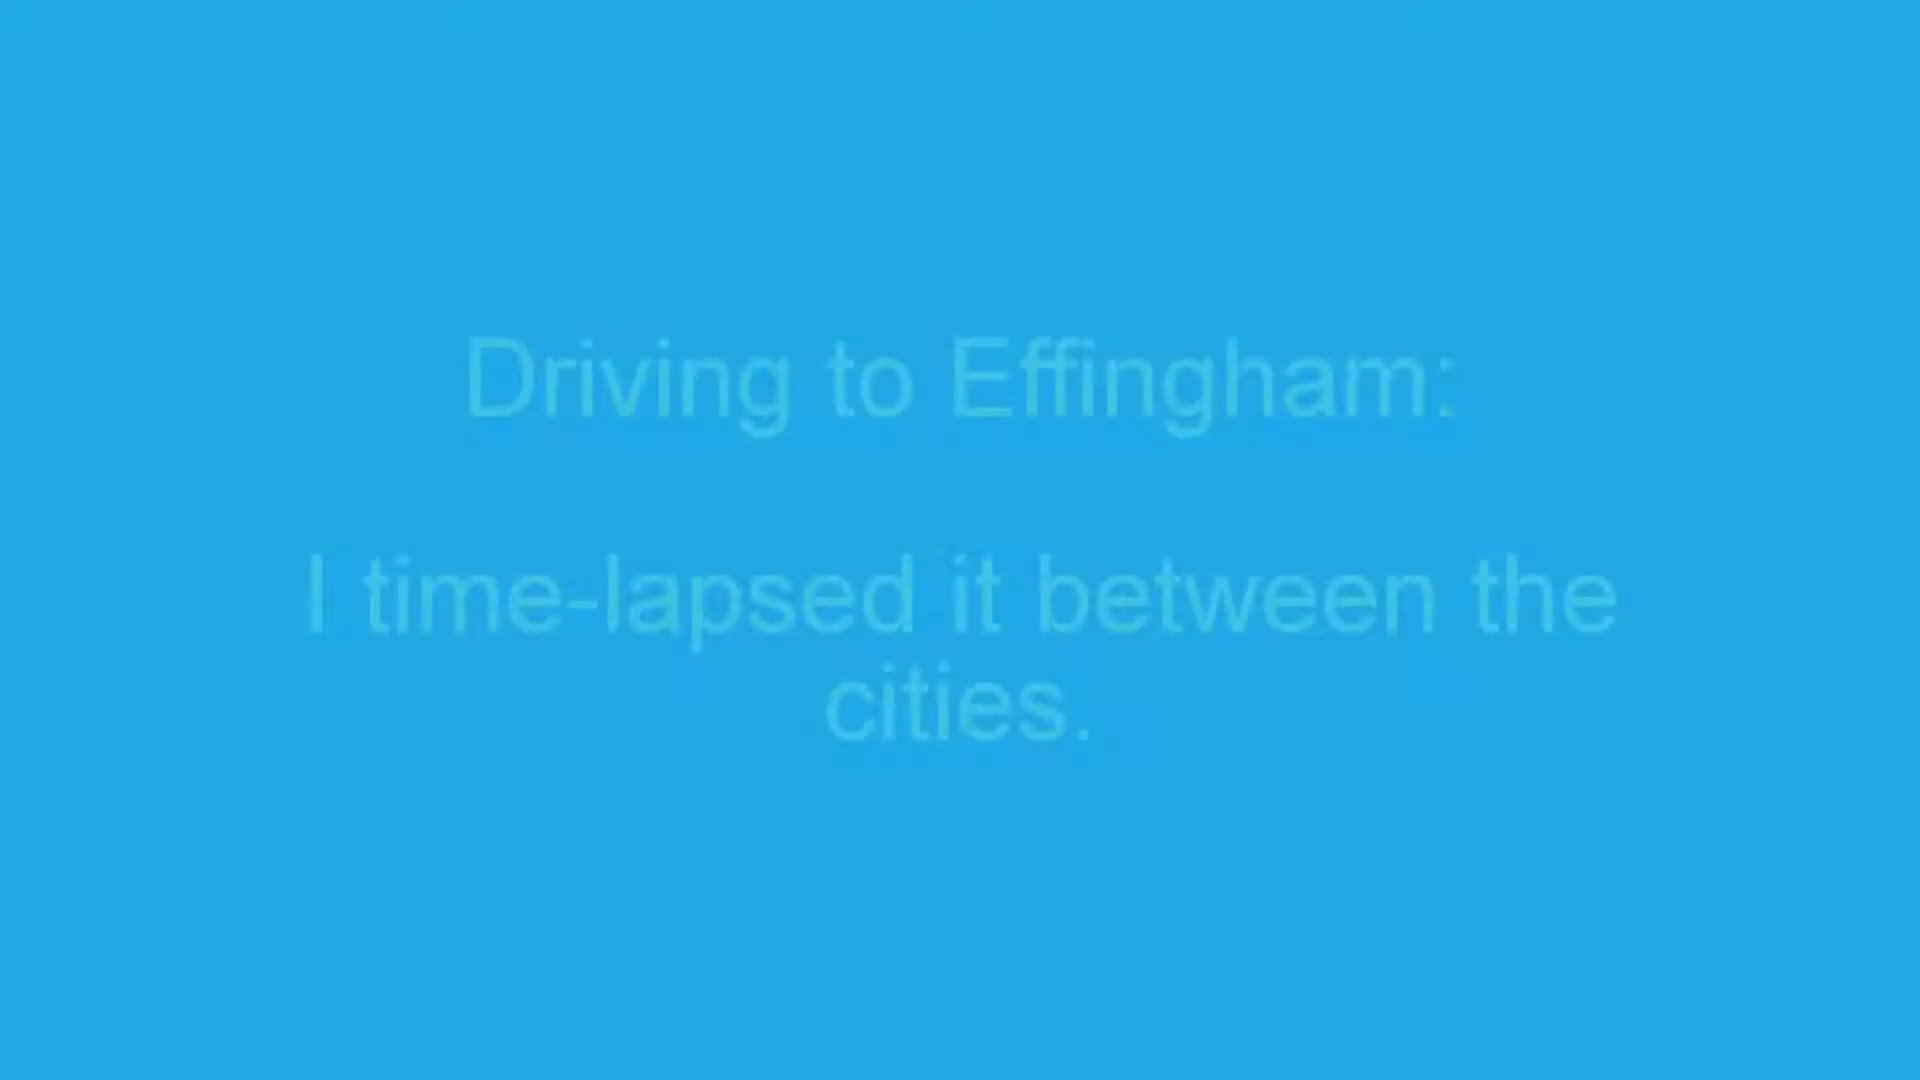 Driving to Effingham:
I time-lapsed it between the
cities.